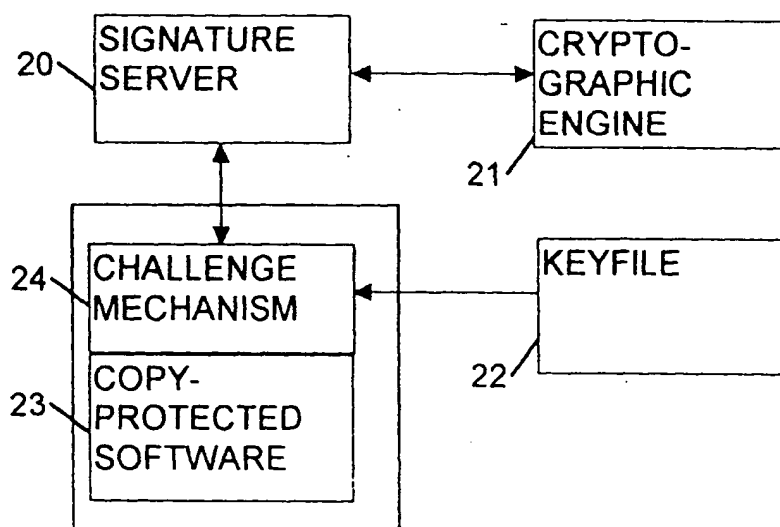 20
SIGNATURE
SERVER
CRYPTO-
GRAPHIC
ENGINE
21
24
CHALLENGE
MECHANISM
KEYFILE
22
23
COPY-
PROTECTED
SOFTWARE